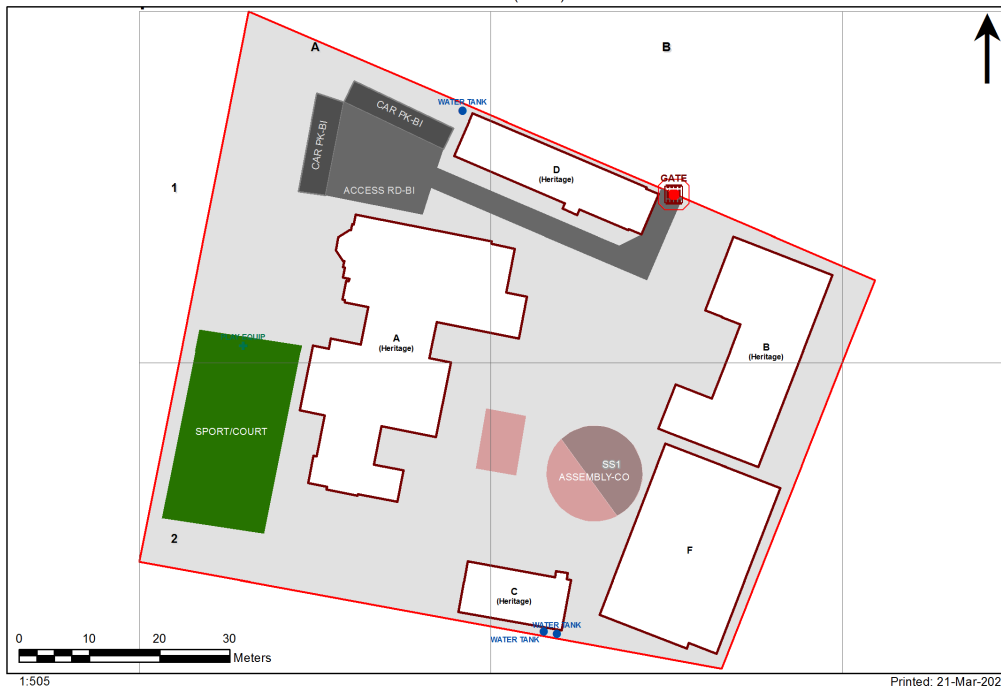 A
B
WATER TANK
CAR PK-BI
CAR PK-BI
D
(Heritage)
GATE
1
ACCESS RD-BI
A
(Heritage)
B
(Heritage)
SPORT/COURT
SS1
ASSEMBLY-CO
2
F
C
(Heritage)
WATER TANK
WATER TANK
0 10 20 30
Meters
1:505
Printed: 21-Mar-202